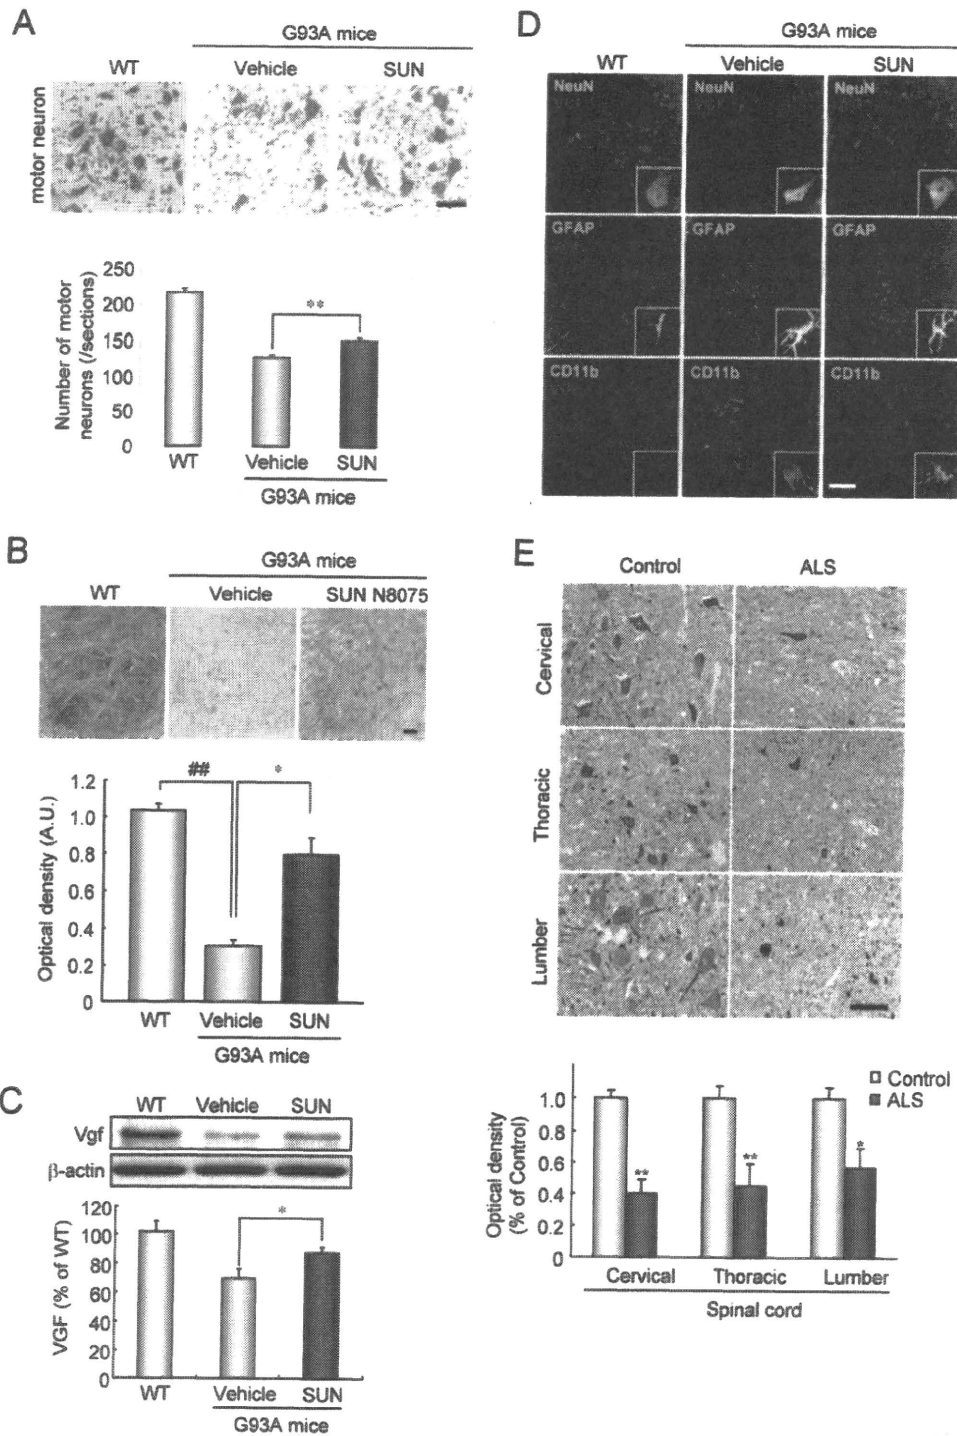 A
G93A mice
WT Vehicle SUN
motor neuron
Number of motor
neurons (/sections)
250
200
150
100
50
0
**
WT Vehicle SUN
G93A mice
B
G93A mice
WT Vehicle SUN N8075
Optical density (A.U.)
1.2
1.0
0.8
0.6
0.4
0.2
0
## *
WT Vehicle SUN
G93A mice
C
WT Vehicle SUN
Vgf
β-actin
VGF (% of WT)
120
100
80
60
40
20
0
*
WT Vehicle SUN
G93A mice
D
G93A mice
WT Vehicle SUN
NeuN NeuN NeuN
GFAP GFAP GFAP
CD11b CD11b CD11b
E
Control ALS
Cervical
Thoracic
Lumber
Optical density
(% of Control)
1.0
0.8
0.6
0.4
0.2
0
Control
ALS
** ** *
Cervical Thoracic Lumber
Spinal cord